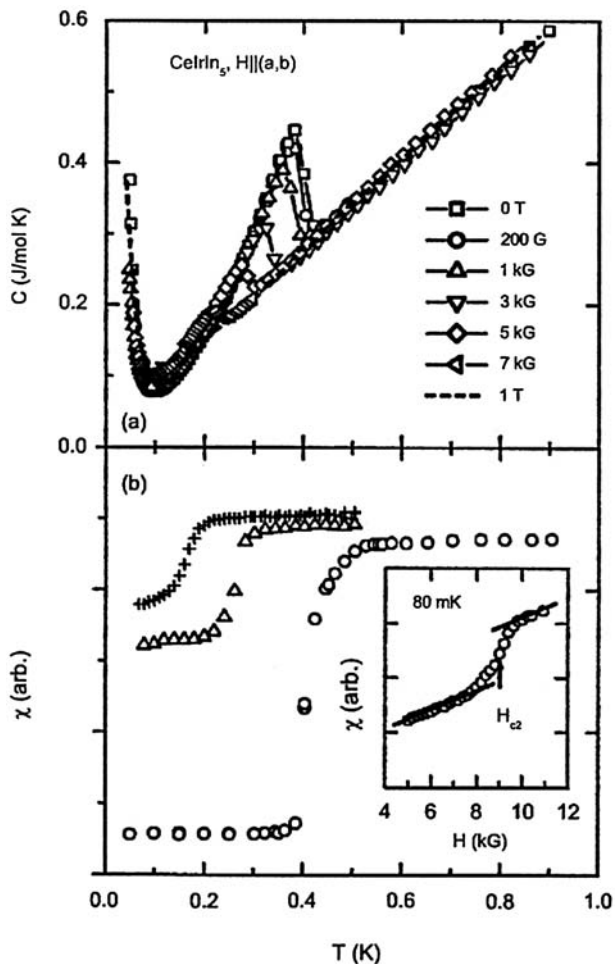 0.6
CeIrIn5, H||(a,b)
0.4
C (J/mol K)
0 T
200 G
1 kG
3 kG
0.2
5 kG
7 kG
1 T
(a)
0.0
(b)
80 mK
χ (arb.)
χ (arb.)
Hc2
4 6 8 10 12
H (kG)
0.0 0.2 0.4 0.6 0.8 1.0
T (K)